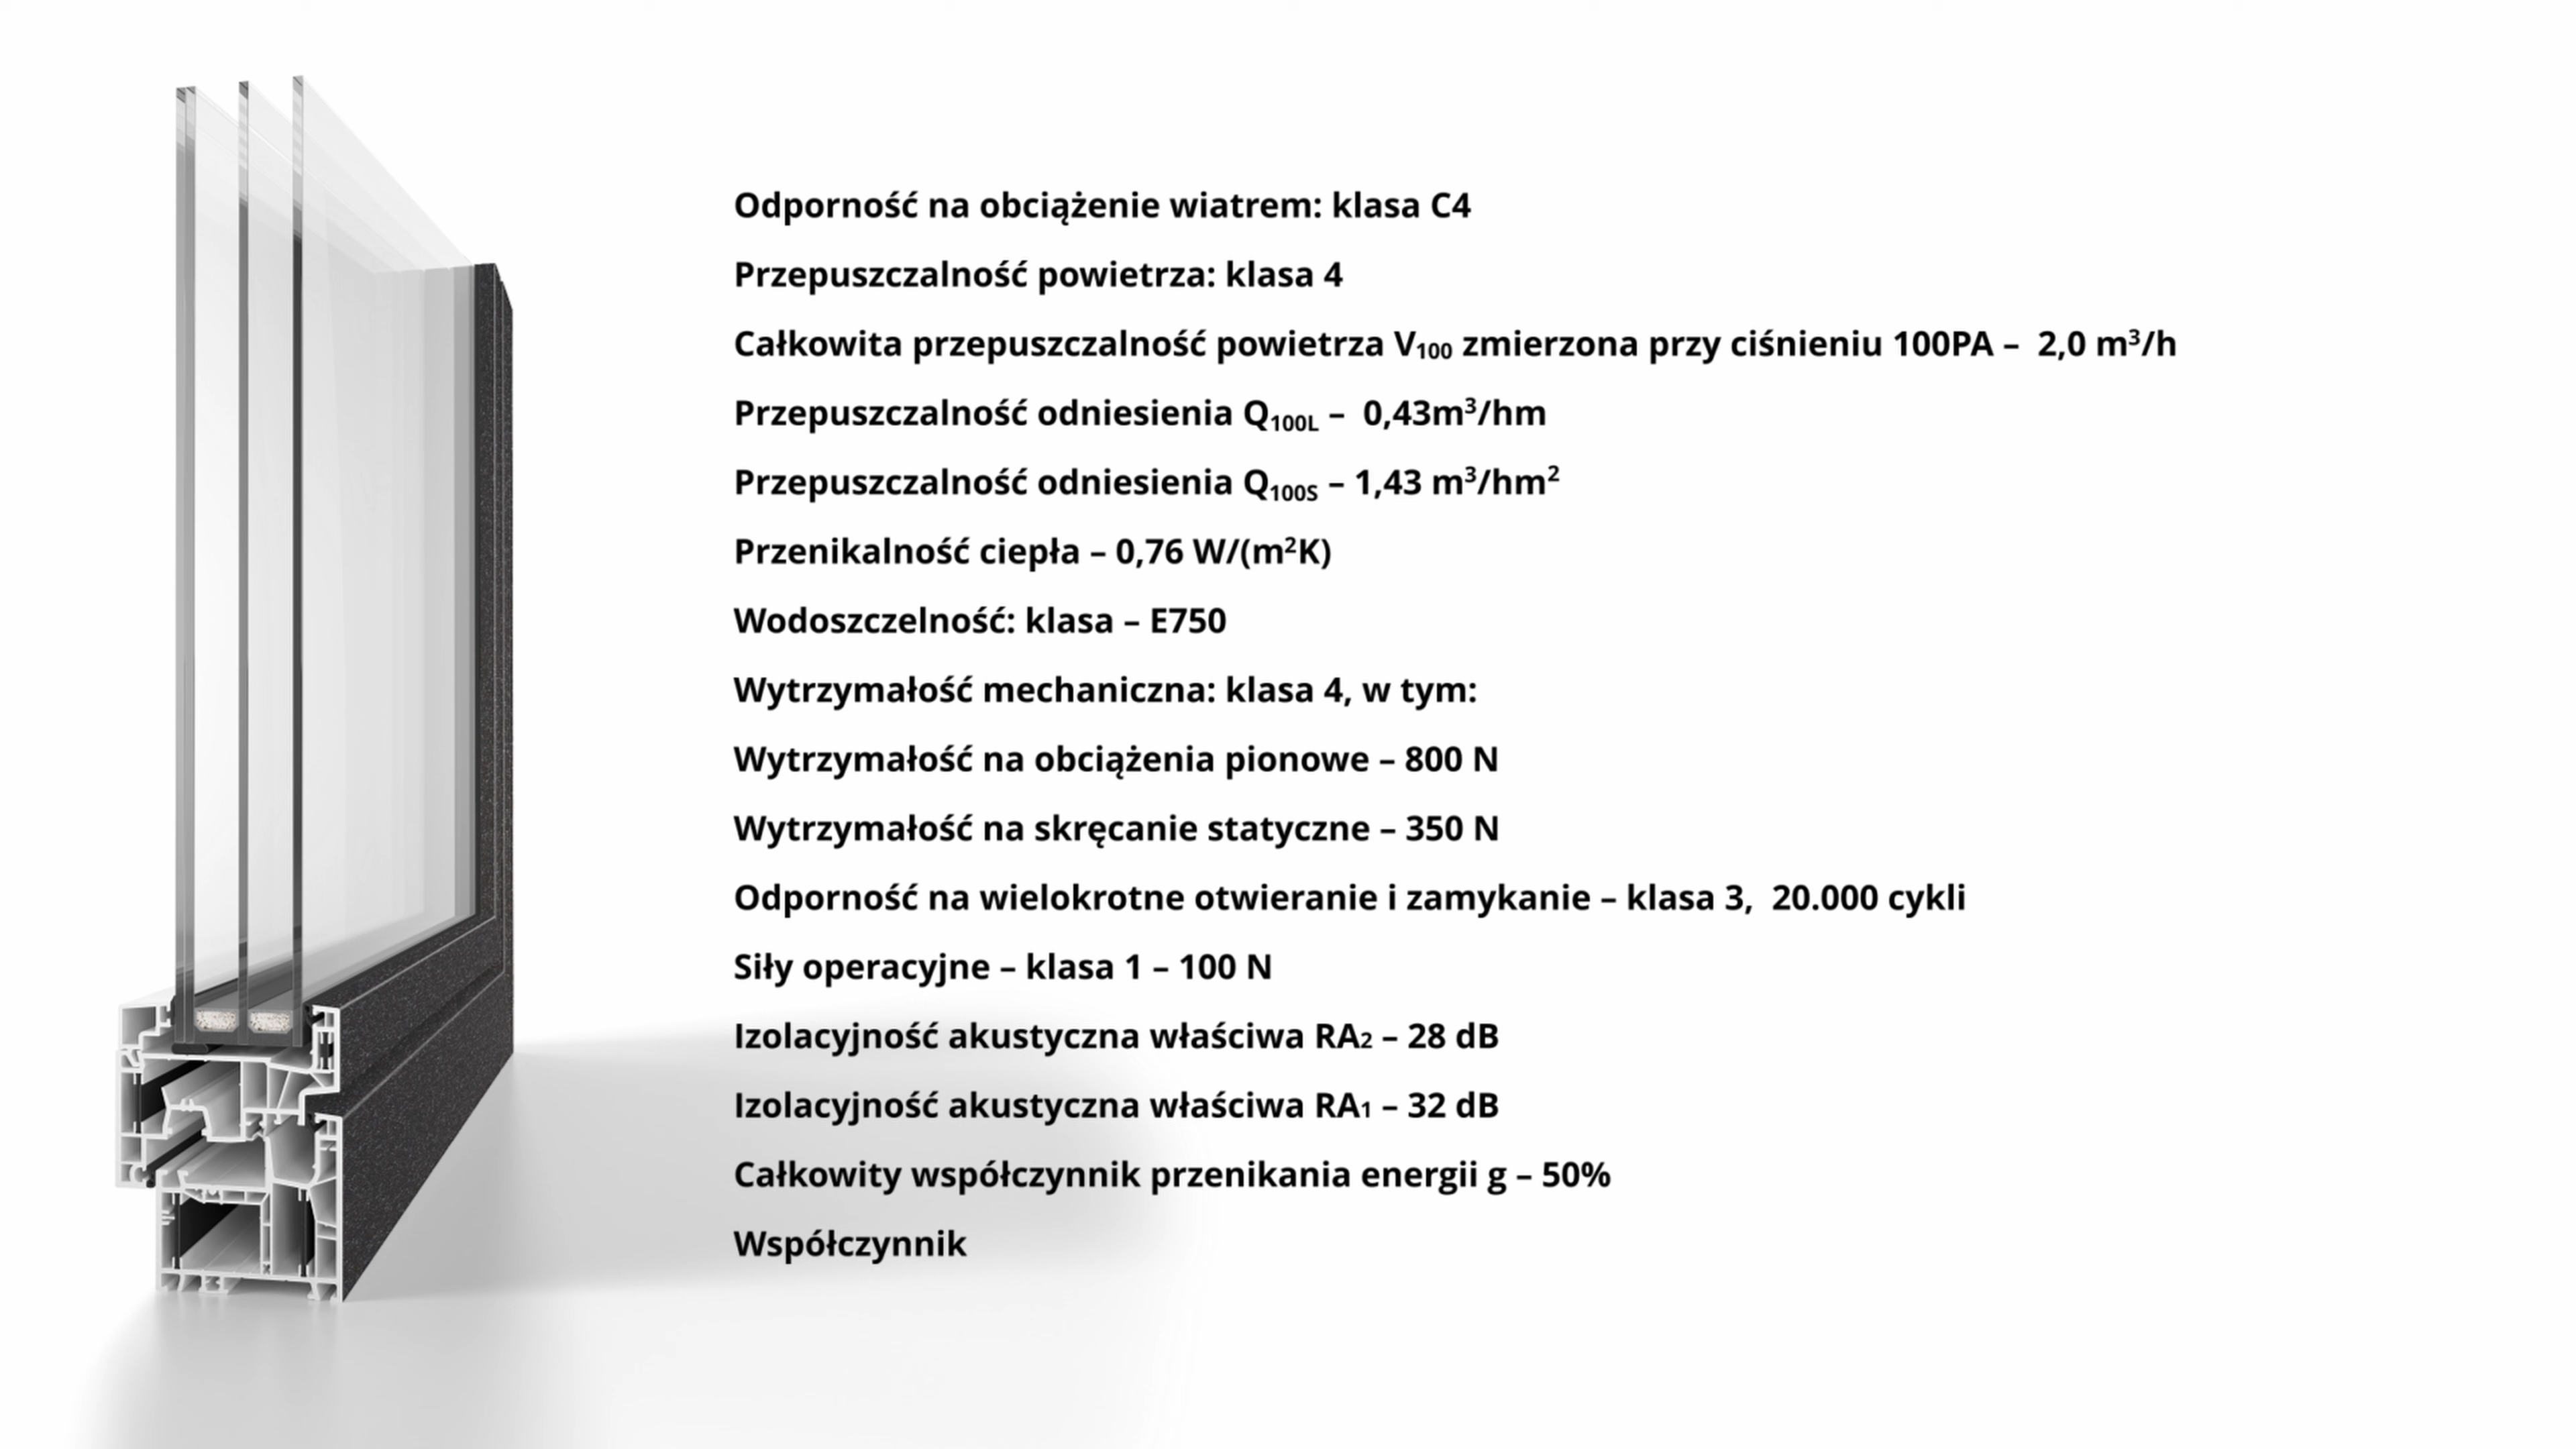 Odporność na obciążenie wiatrem: klasa C4
Przepuszczalność powietrza: klasa 4
Całkowita przepuszczalność powietrza V₁₀₀ zmierzona przy ciśnieniu 100PA – 2,0 m³/h
Przepuszczalność odniesienia Q₁₀₀L – 0,43m³/hm
Przepuszczalność odniesienia Q₁₀₀S – 1,43 m³/hm²
Przenikalność ciepła – 0,76 W/(m²K)
Wodoszczelność: klasa – E750
Wytrzymałość mechaniczna: klasa 4, w tym:
Wytrzymałość na obciążenia pionowe – 800 N
Wytrzymałość na skręcanie statyczne – 350 N
Odporność na wielokrotne otwieranie i zamykanie – klasa 3, 20.000 cykli
Siły operacyjne – klasa 1 – 100 N
Izolacyjność akustyczna właściwa RA₂ – 28 dB
Izolacyjność akustyczna właściwa RA₁ – 32 dB
Całkowity współczynnik przenikania energii g – 50%
Współczynnik